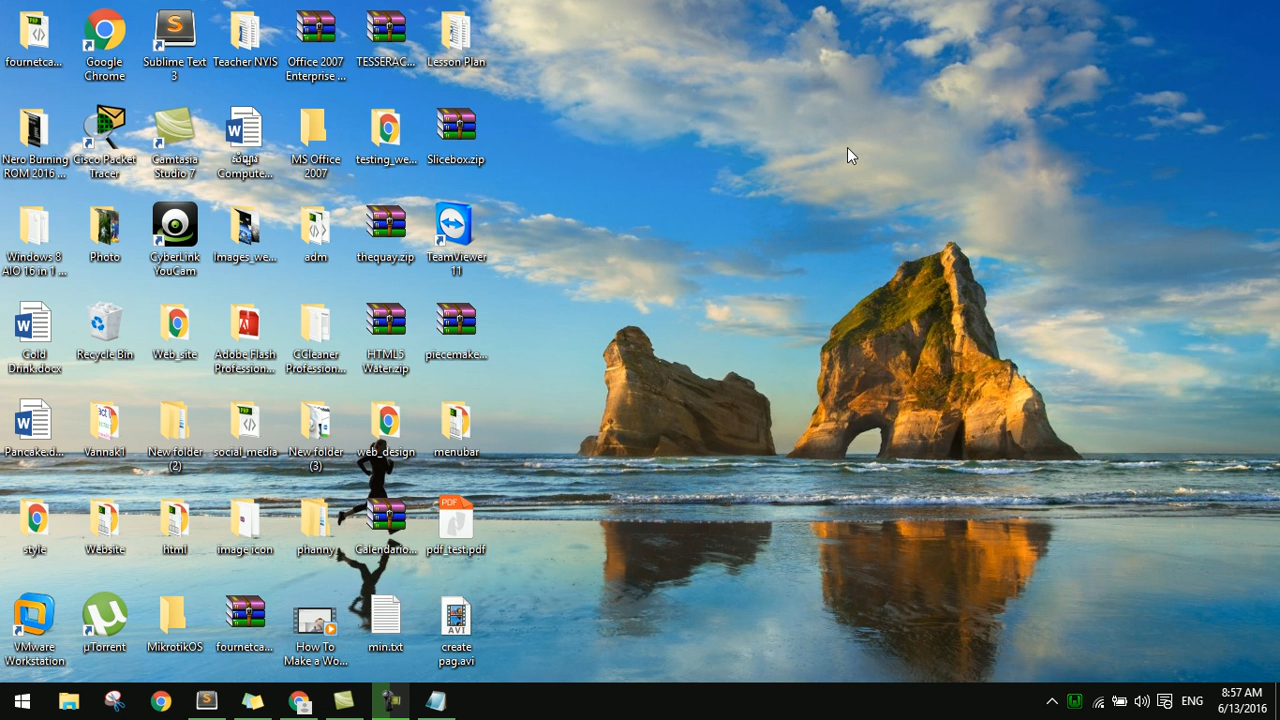 fournetca...
Google
Chrome
Sublime Text
3
Teacher NYIS
Office 2007
Enterprise ...
TESSERAC...
Lesson Plan
Nero Burning
ROM 2016 ...
Cisco Packet
Tracer
Camtasia
Studio 7
Compute...
MS Office
2007
testing_we...
Slicebox.zip
Windows 8
AIO 16 in 1 ...
Photo
CyberLink
YouCam
Images_we...
adm
thequay.zip
TeamViewer
11
Cold
Drink.docx
Recycle Bin
Web_site
Adobe Flash
Profession...
CCleaner
Profession...
HTML5
Water.zip
piecemake...
Pancake.d...
Vannak1
New folder
(2)
social_media
New folder
(3)
web_design
menubar
style
Website
html
image icon
phanny
Calendario...
PDF
pdf_test.pdf
VMware
Workstation
µTorrent
MikrotikOS
fournetca...
How To
Make a Wo...
min.txt
AVI
create
pag.avi
ENG
8:57 AM
6/13/2016